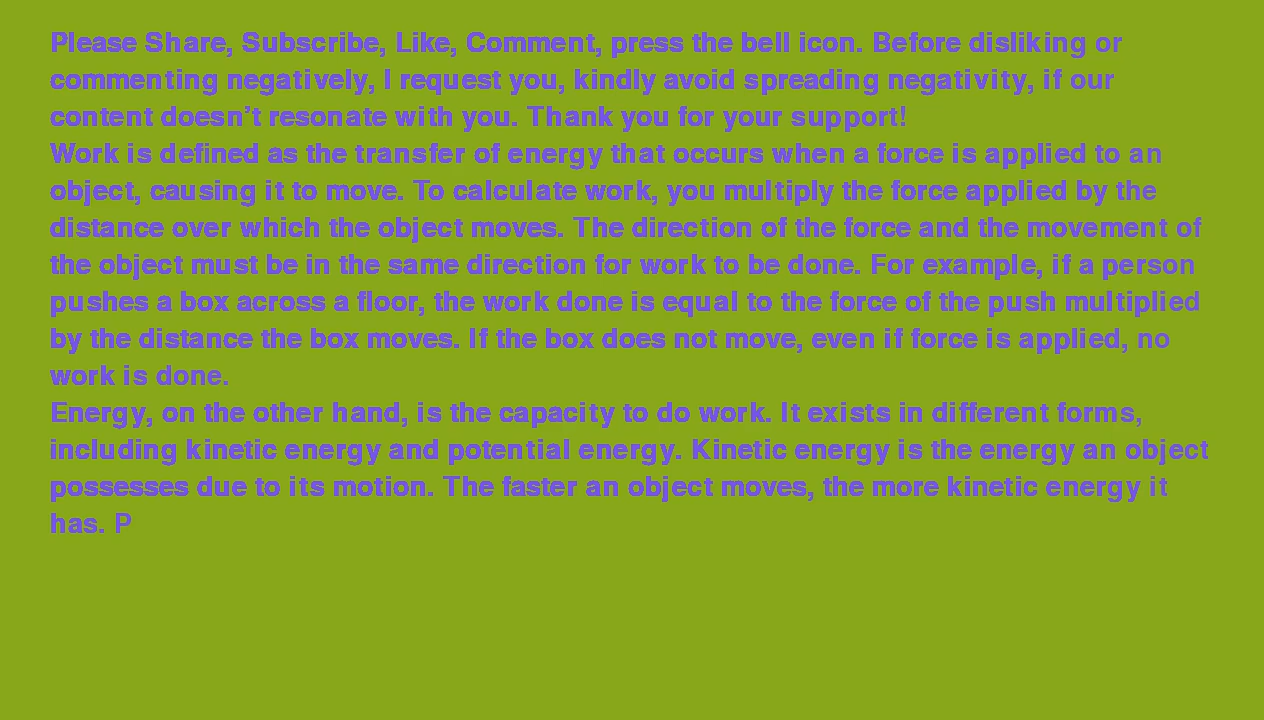 Please Share, Subscribe, Like, Comment, press the bell icon. Before disliking or
commenting negatively, I request you, kindly avoid spreading negativity, if our
content doesn't resonate with you. Thank you for your support!
Work is defined as the transfer of energy that occurs when a force is applied to an
object, causing it to move. To calculate work, you multiply the force applied by the
distance over which the object moves. The direction of the force and the movement of
the object must be in the same direction for work to be done. For example, if a person
pushes a box across a floor, the work done is equal to the force of the push multiplied
by the distance the box moves. If the box does not move, even if force is applied, no
work is done.
Energy, on the other hand, is the capacity to do work. It exists in different forms,
including kinetic energy and potential energy. Kinetic energy is the energy an object
possesses due to its motion. The faster an object moves, the more kinetic energy it
has. P